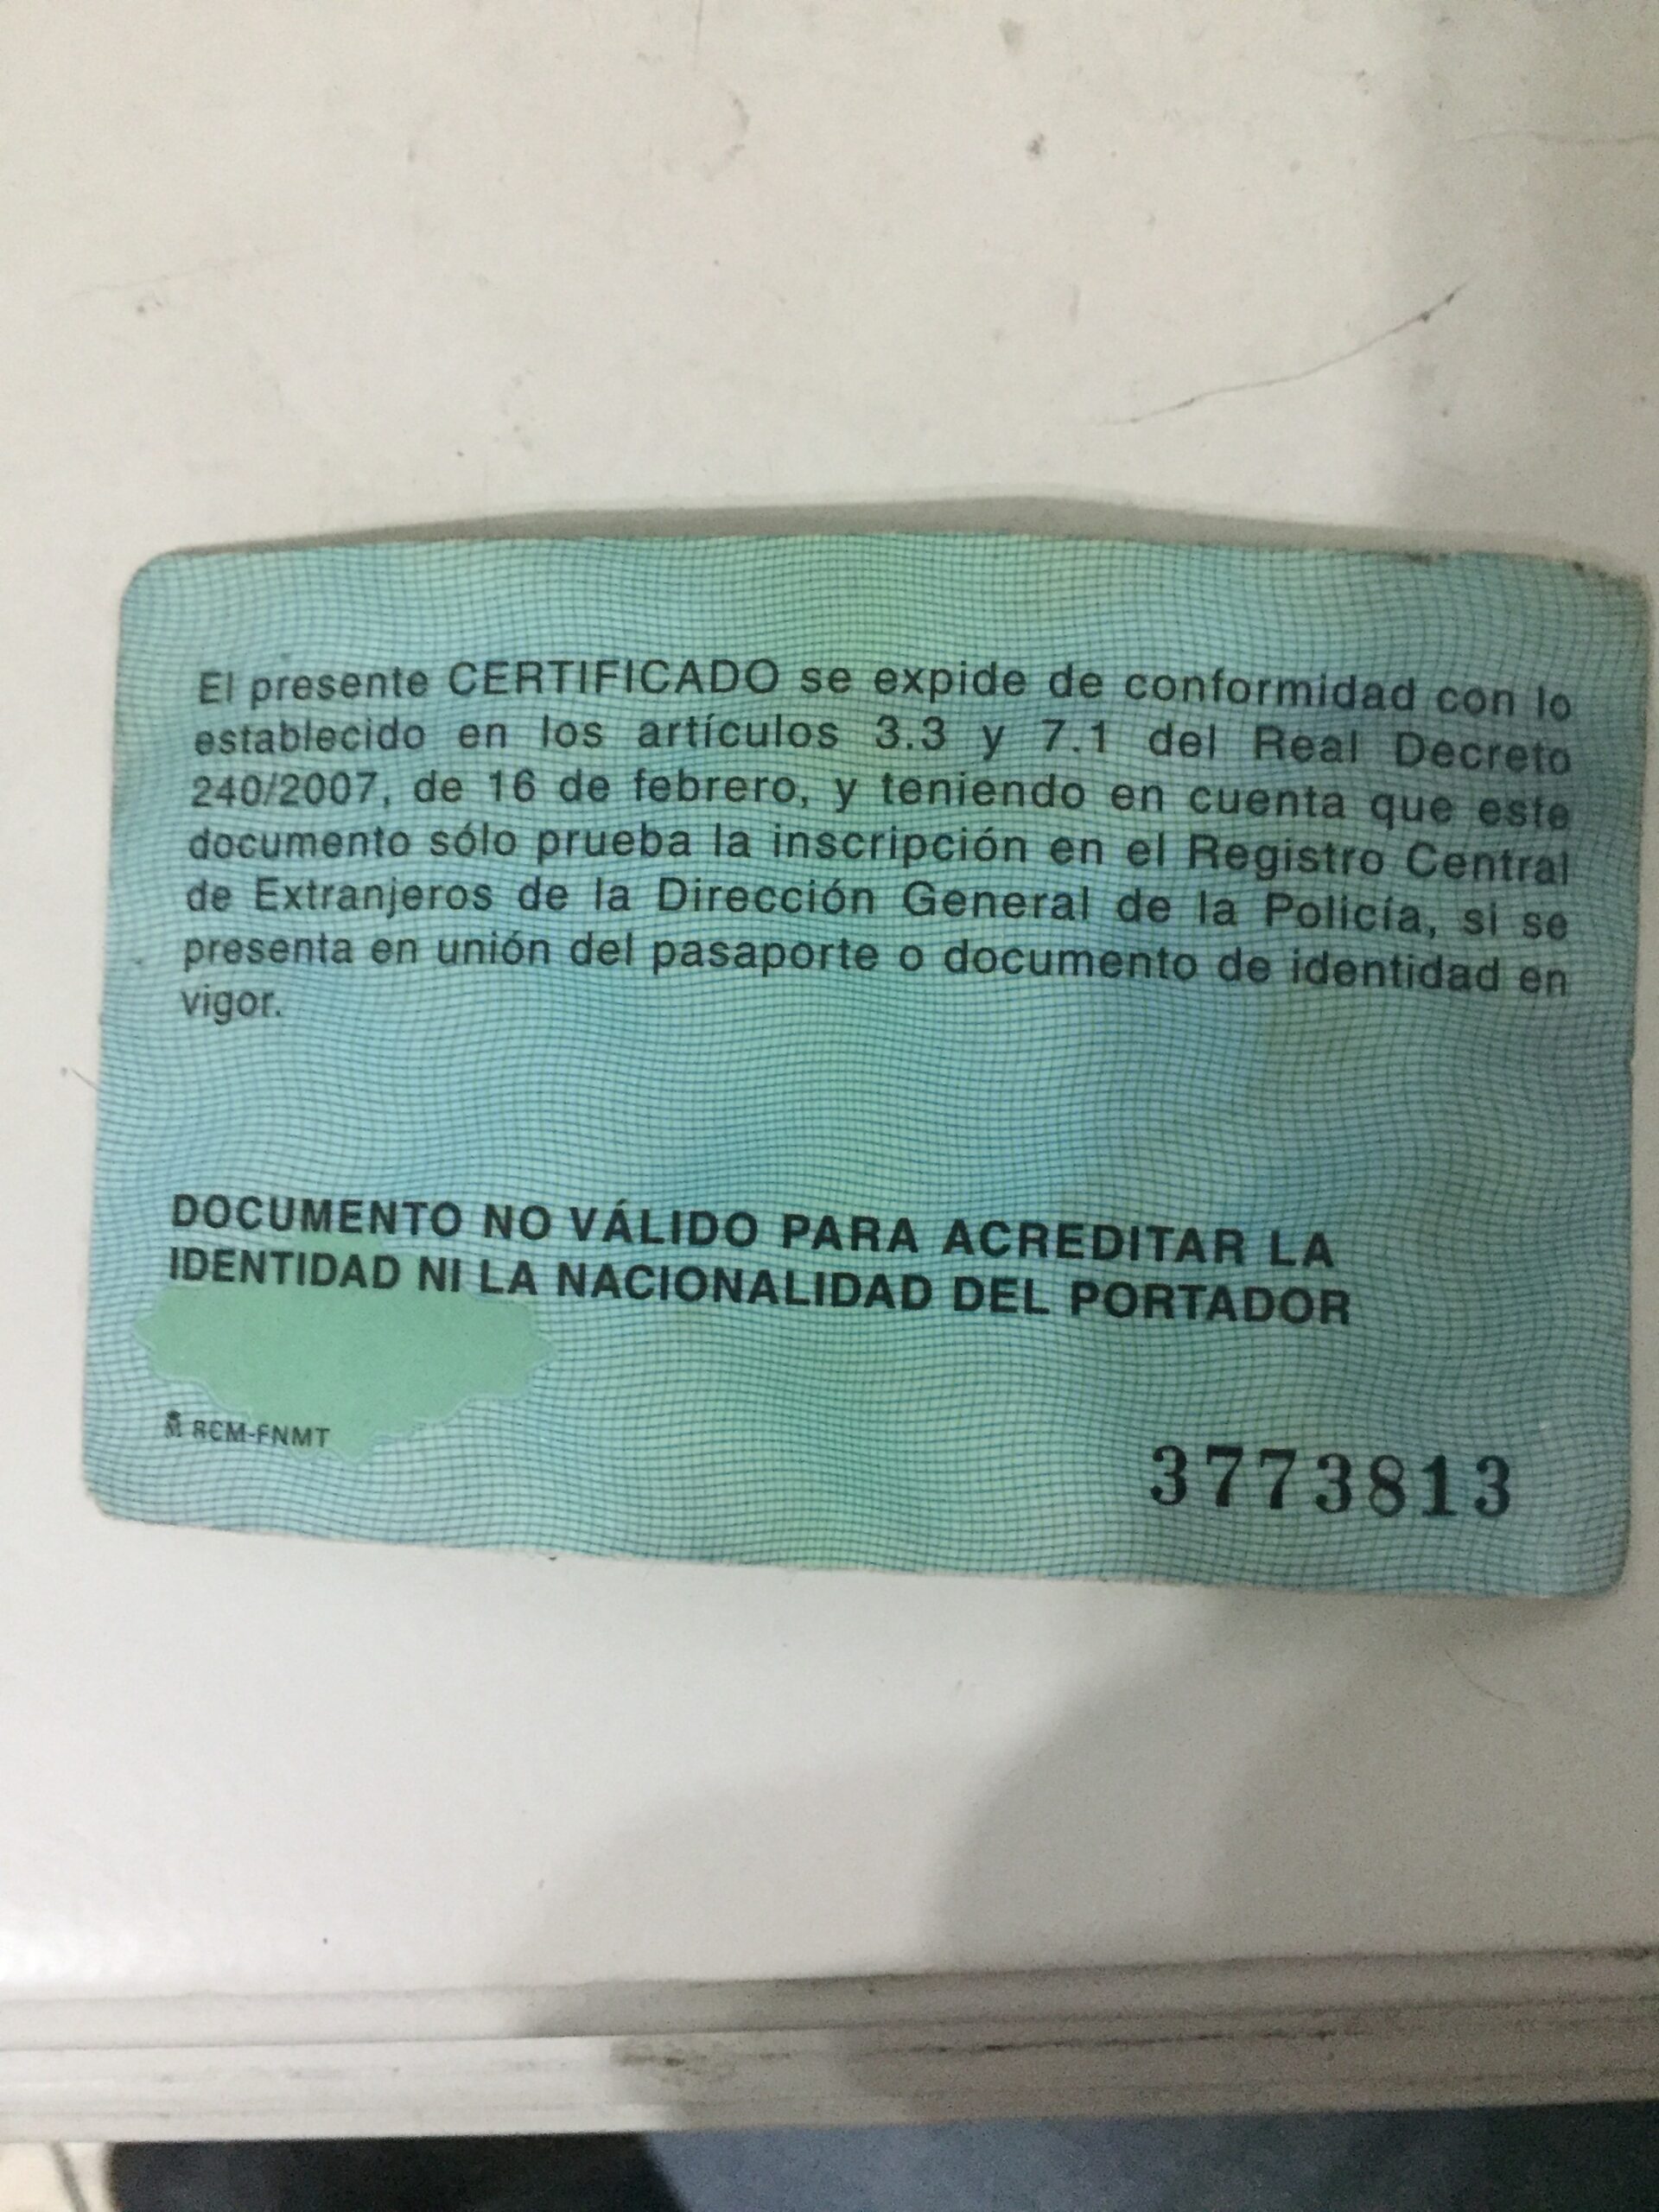 El presente CERTIFICADO se expide de conformidad con lo
establecido en los artículos 3.3 y 7.1 del Real Decreto
240/2007, de 16 de febrero, y teniendo en cuenta que este
documento sólo prueba la inscripción en el Registro Central
de Extranjeros de la Dirección General de la Policía, si se
presenta en unión del pasaporte o documento de identidad en
vigor.
DOCUMENTO NO VÁLIDO PARA ACREDITAR LA
IDENTIDAD NI LA NACIONALIDAD DEL PORTADOR
RCM-FNMT
3773813